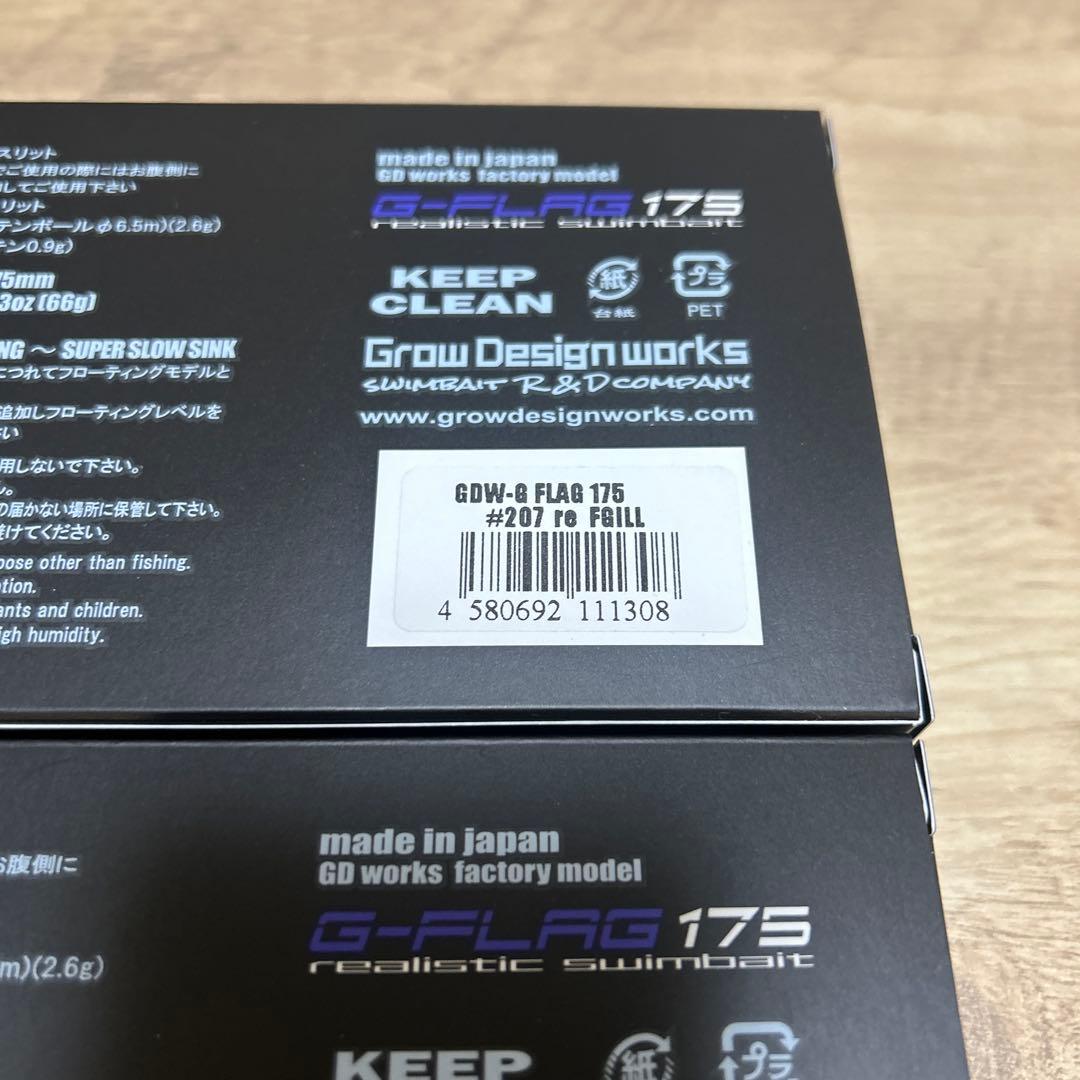 スリット
でご使用の際にはお腹側に
してご使用下さい
リット
テンボールφ6.5m)(2.6g)
テン0.9g)
75mm
3oz (66g)
NG ～ SUPER SLOW SINK
につれてフローティングモデルと
追加しフローティングレベルを
さい
用しないで下さい。
ん。
の届かない場所に保管して下さい。
避けてください。
pose other than fishing.
ption.
ants and children.
igh humidity.
made in japan
GD works factory model
G-FLAG 175
realistic swimbait
KEEP
CLEAN
紙
台紙
プラ
PET
Grow Design works
SWIMBAIT R&D COMPANY
www.growdesignworks.com
GDW-G FLAG 175
#207 re FGILL
4 580692 111308
お腹側に
m)(2.6g)
made in japan
GD works factory model
G-FLAG 175
realistic swimbait
KEEP
紙
プラ